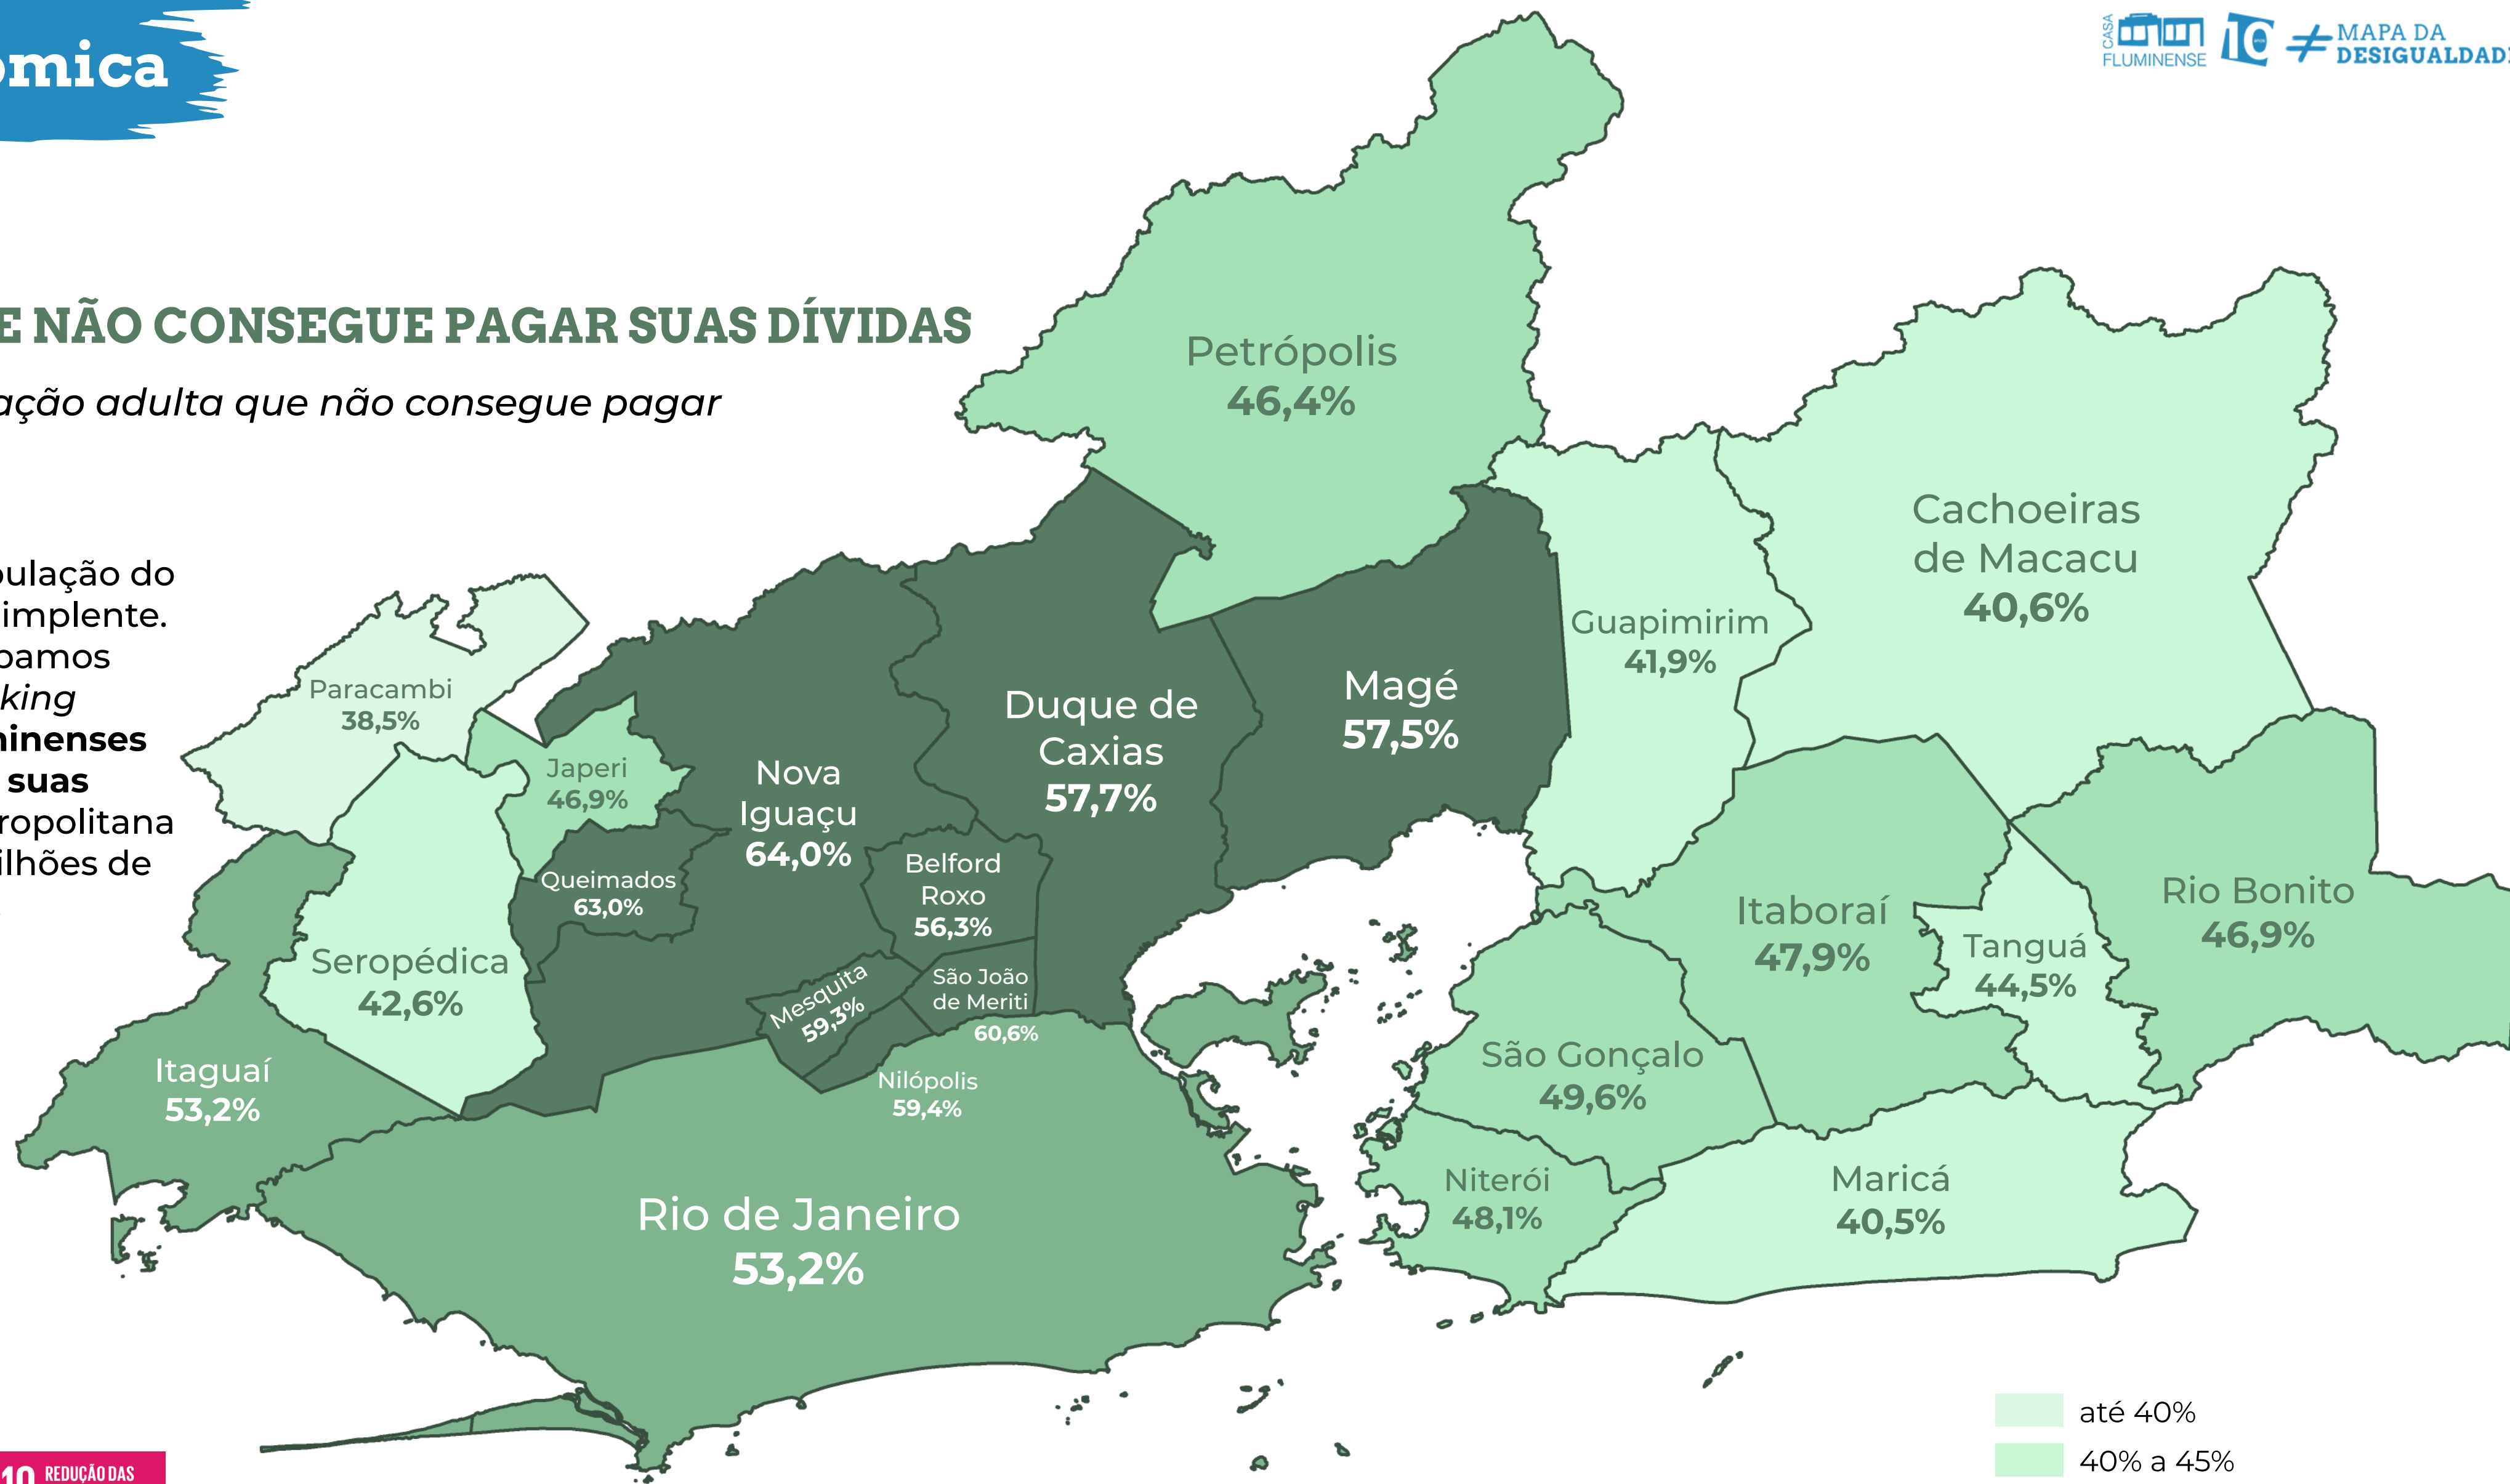 ômica
CASA
FLUMINENSE
10
MAPA DA
DESIGUALDADE
E NÃO CONSEGUE PAGAR SUAS DÍVIDAS
ação adulta que não consegue pagar
pulação do
implente.
pamos
king
ninenses
suas
ropolitana
ilhões de
Petrópolis
46,4%
Cachoeiras
de Macacu
40,6%
Guapimirim
41,9%
Magé
57,5%
Duque de
Caxias
57,7%
Paracambi
38,5%
Japeri
46,9%
Nova
Iguaçu
64,0%
Queimados
63,0%
Belford
Roxo
56,3%
Mesquita
59,3%
São João
de Meriti
60,6%
Nilópolis
59,4%
Seropédica
42,6%
Itaguaí
53,2%
Rio de Janeiro
53,2%
Itaboraí
47,9%
Tanguá
44,5%
Rio Bonito
46,9%
São Gonçalo
49,6%
Niterói
48,1%
Maricá
40,5%
até 40%
40% a 45%
10 REDUÇÃO DAS